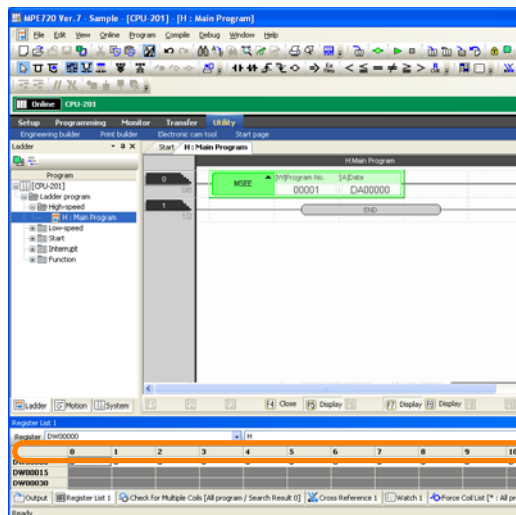 MPE720 Ver.7 - Sample - [CPU-201] - [H : Main Program]
File Edit View Online Program Compile Debug Window Help
Online CPU-201
Setup Programming Monitor Transfer Utility
Engineering builder Print builder Electronic cam tool Start page
Ladder
Start H : Main Program
Program
[CPU-201]
Ladder program
High-speed
H : Main Program
Low-speed
Start
Interrupt
Function
H:Main Program
0
0/0
MSEE
[W]Program No.
00001
[A]Data
DA00000
1
1/2
END
Ladder Motion System
F4 Close F5 Display F7 Display F8 Display
Register List 1
Register DW00000 H
0 1 2 3 4 5 6 7 8 9 10
DW00000
DW00015
DW00030
Output Register List 1 Check for Multiple Coils [All program / Search Result 0] Cross Reference 1 Watch 1 Force Coil List [* : All pr
Ready